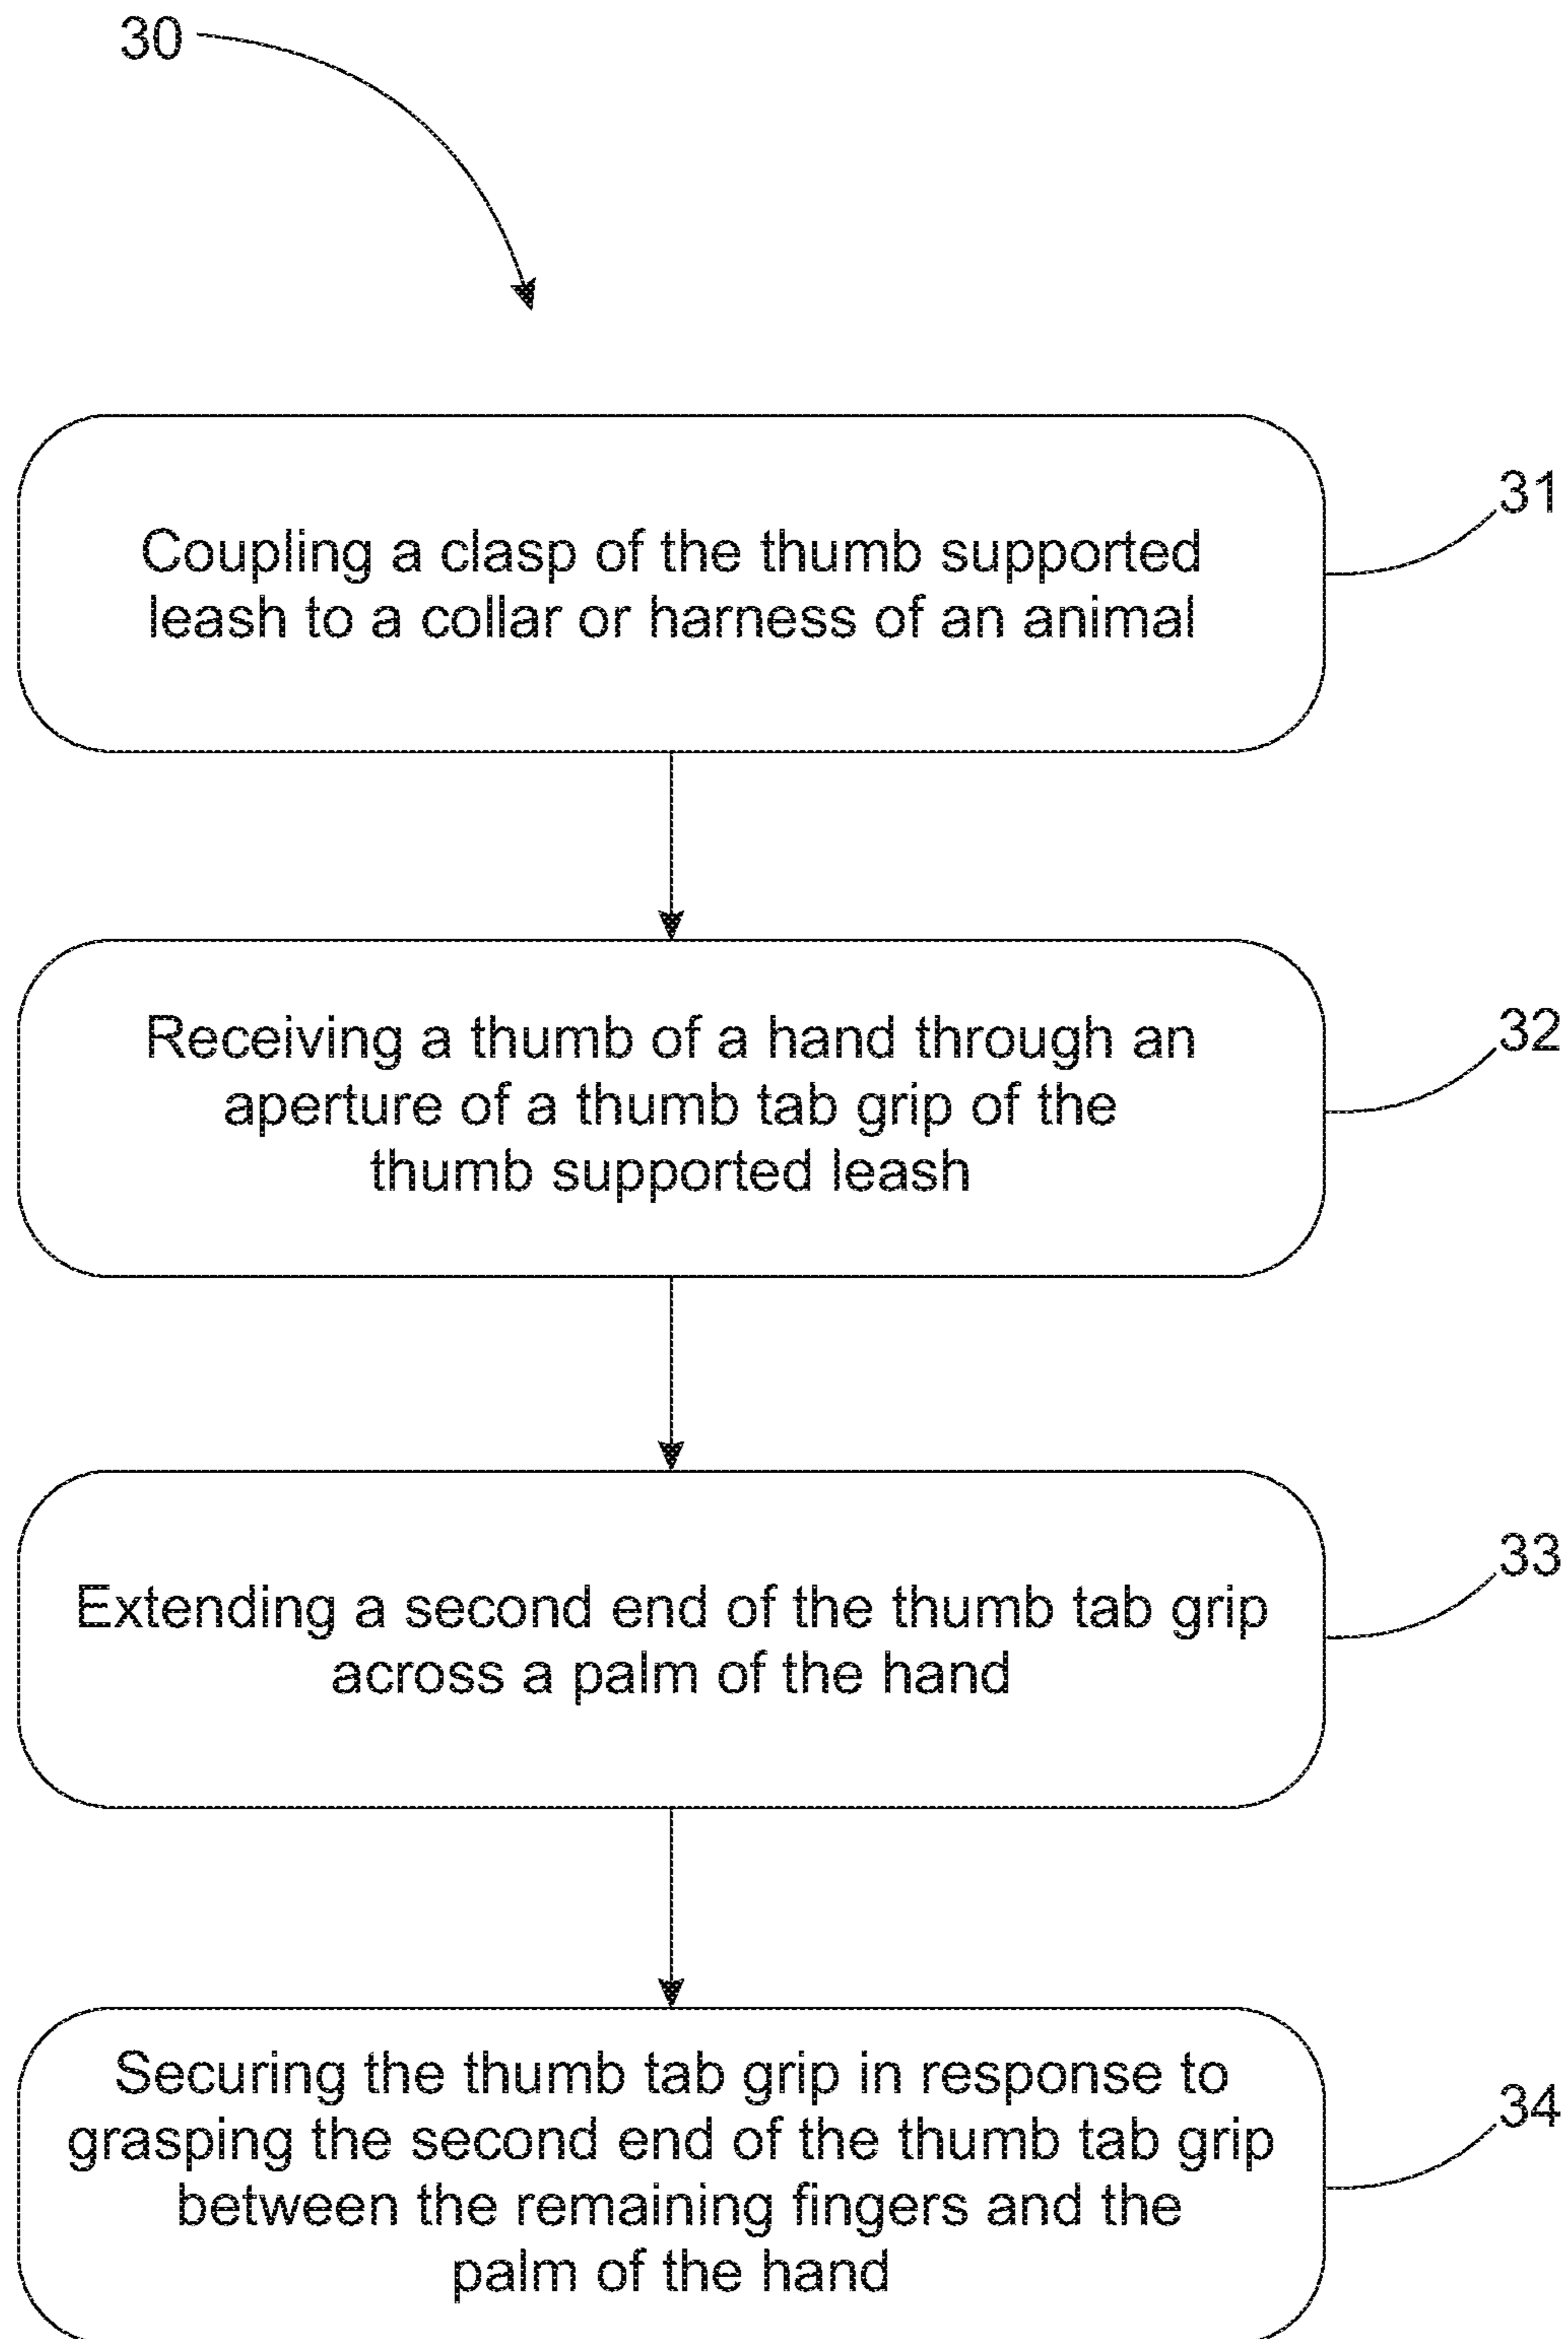 30
Coupling a clasp of the thumb supported
leash to a collar or harness of an animal
31
Receiving a thumb of a hand through an
aperture of a thumb tab grip of the
thumb supported leash
32
Extending a second end of the thumb tab grip
across a palm of the hand
33
Securing the thumb tab grip in response to
grasping the second end of the thumb tab grip
between the remaining fingers and the
palm of the hand
34